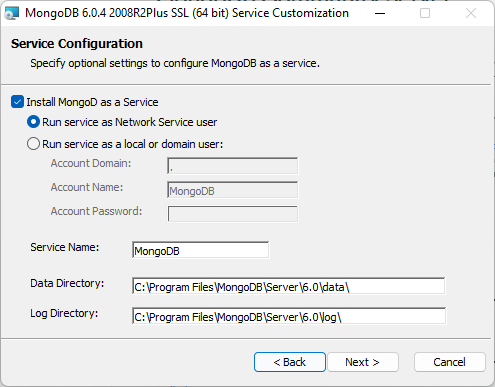 MongoDB 6.0.4 2008R2Plus SSL (64 bit) Service Customization
Service Configuration
Specify optional settings to configure MongoDB as a service.
Install MongoD as a Service
Run service as Network Service user
Run service as a local or domain user:
Account Domain: .
Account Name: MongoDB
Account Password:
Service Name: MongoDB
Data Directory: C:\Program Files\MongoDB\Server\6.0\data\
Log Directory: C:\Program Files\MongoDB\Server\6.0\log\
< Back Next > Cancel